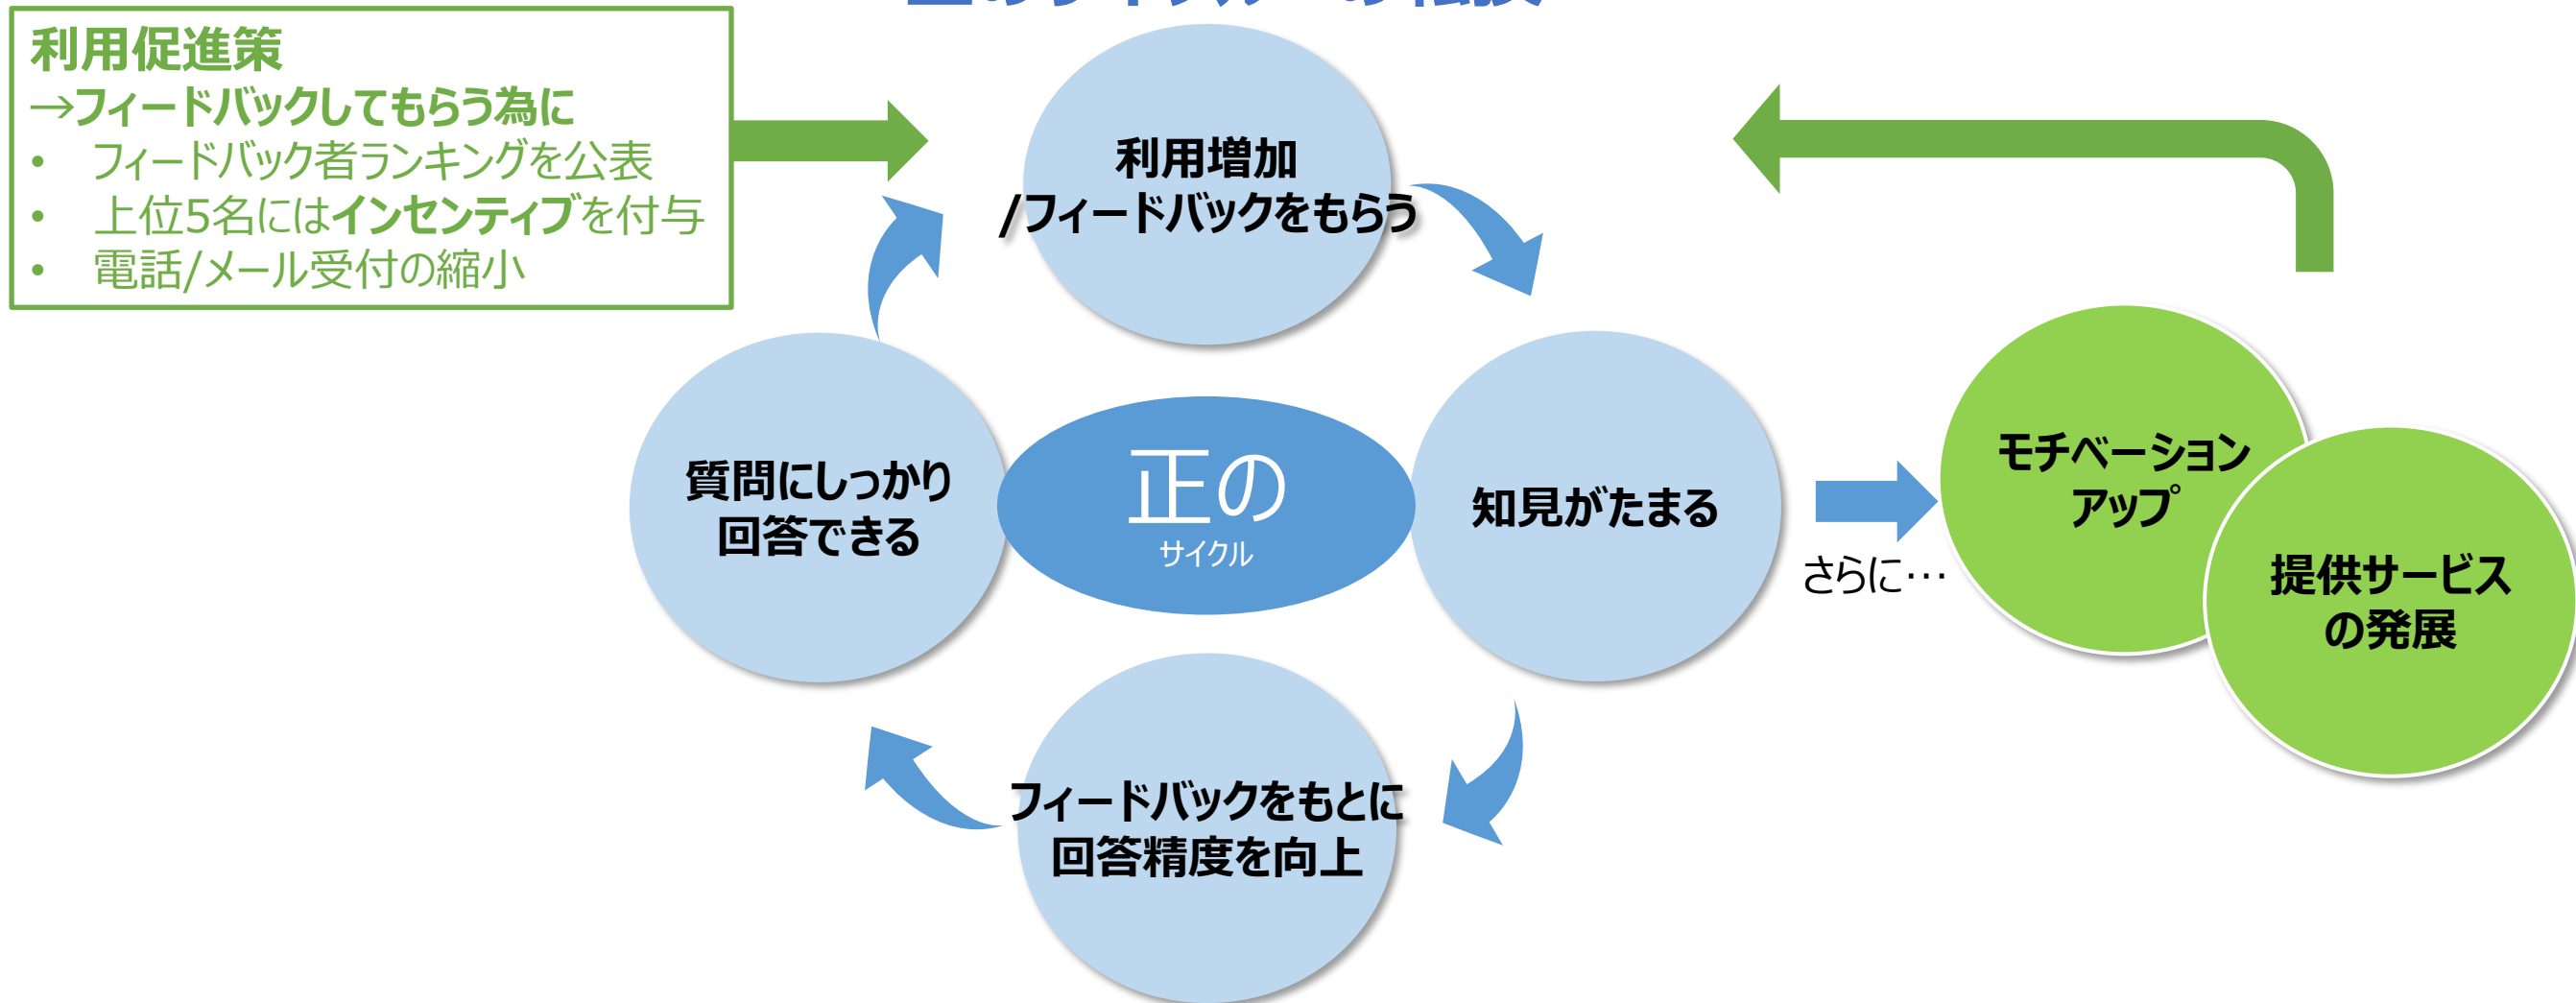 利用促進策
→フィードバックしてもらう為に
• フィードバック者ランキングを公表
• 上位5名にはインセンティブを付与
• 電話/メール受付の縮小
利用増加
/フィードバックをもらう
質問にしっかり
回答できる
正の
サイクル
知見がたまる
さらに…
モチベーション
アップ
提供サービス
の発展
フィードバックをもとに
回答精度を向上